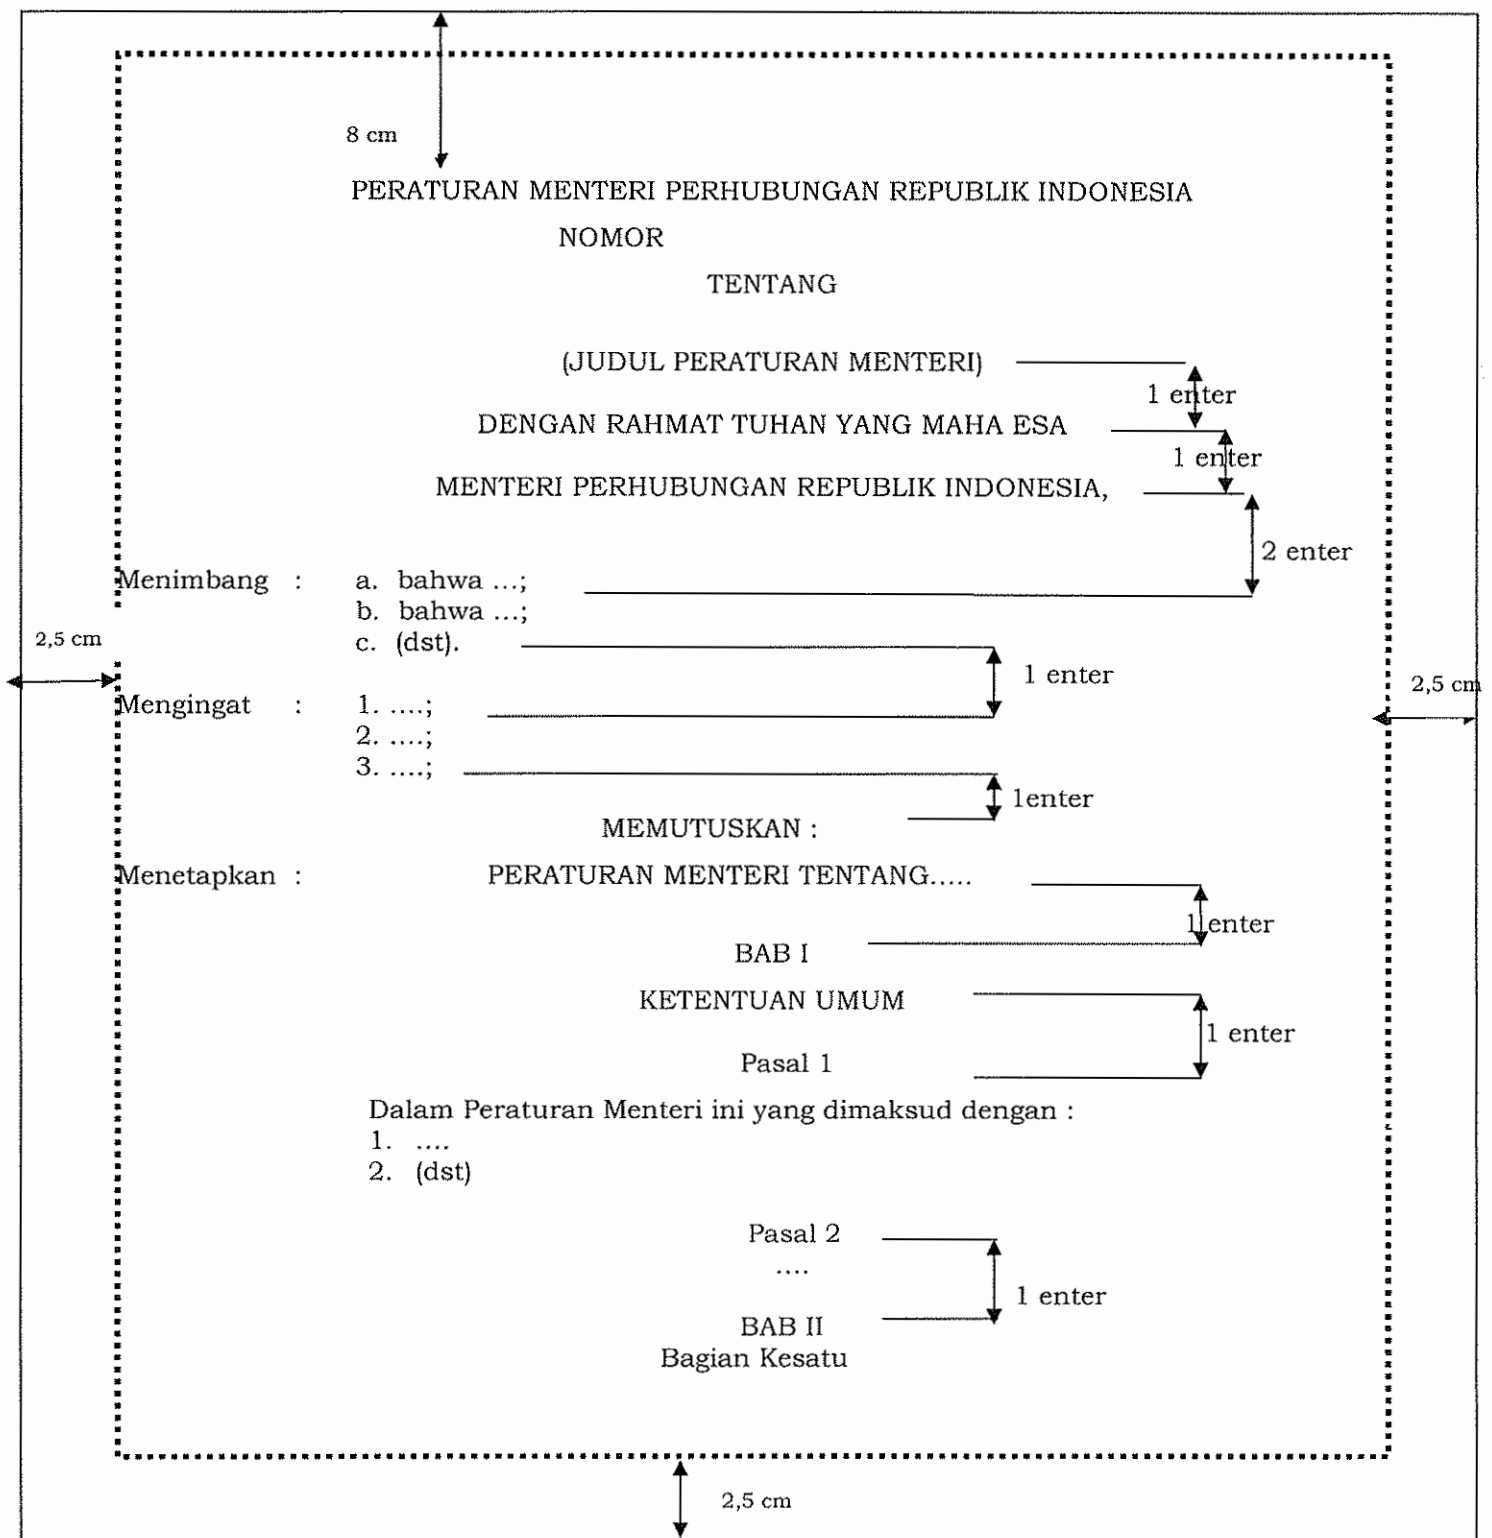 8 cm
PERATURAN MENTERI PERHUBUNGAN REPUBLIK INDONESIA
NOMOR
TENTANG
(JUDUL PERATURAN MENTERI)
1 enter
DENGAN RAHMAT TUHAN YANG MAHA ESA
1 enter
MENTERI PERHUBUNGAN REPUBLIK INDONESIA,
2 enter
Menimbang : a. bahwa ...;
b. bahwa ...;
c. (dst).
2,5 cm
1 enter
2,5 cm
Mengingat : 1. ....;
2. ....;
3. ....;
1enter
MEMUTUSKAN :
Menetapkan : PERATURAN MENTERI TENTANG.....
1 enter
BAB I
KETENTUAN UMUM
1 enter
Pasal 1
Dalam Peraturan Menteri ini yang dimaksud dengan :
1. ....
2. (dst)
Pasal 2
....
1 enter
BAB II
Bagian Kesatu
2,5 cm